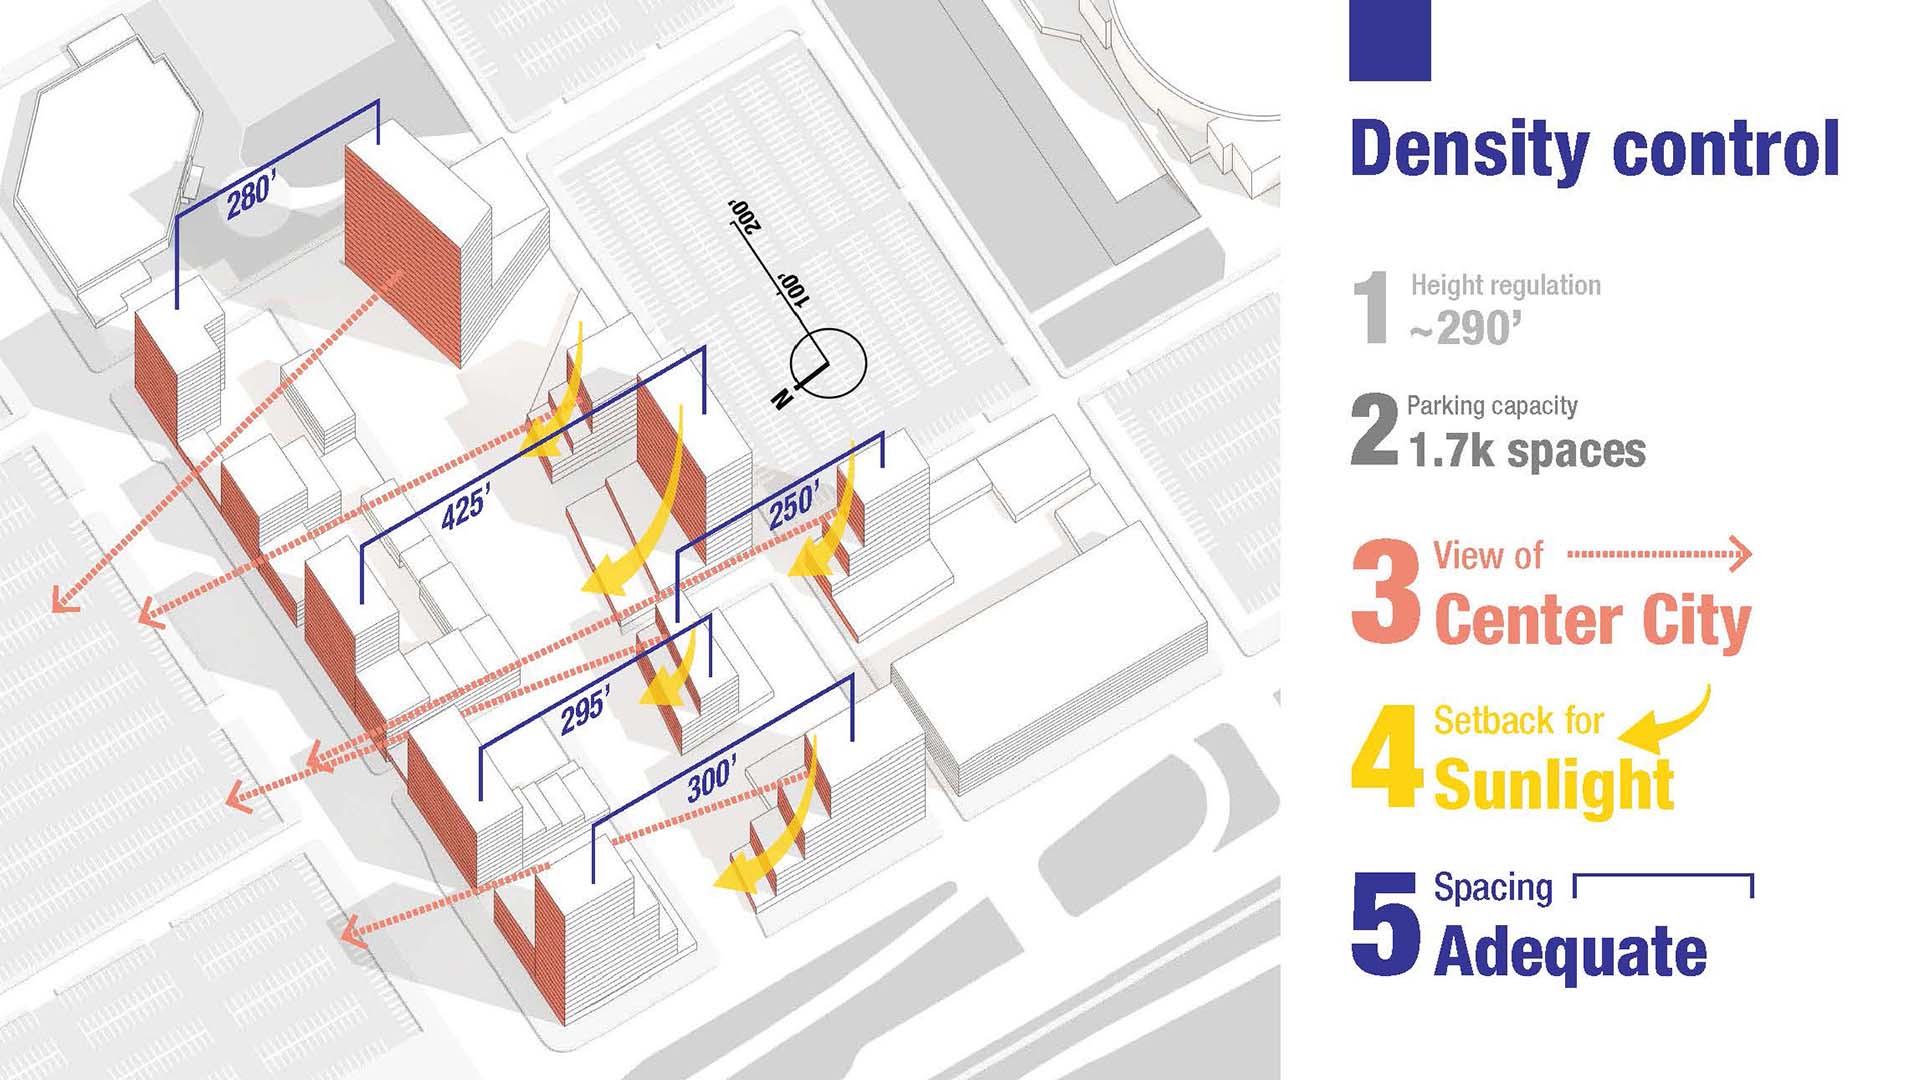 Density control
1 Height regulation
~290’
2 Parking capacity
1.7k spaces
3 View of
Center City
4 Setback for
Sunlight
5 Spacing
Adequate
280’
200’
100’
N
425’
250’
295’
300’